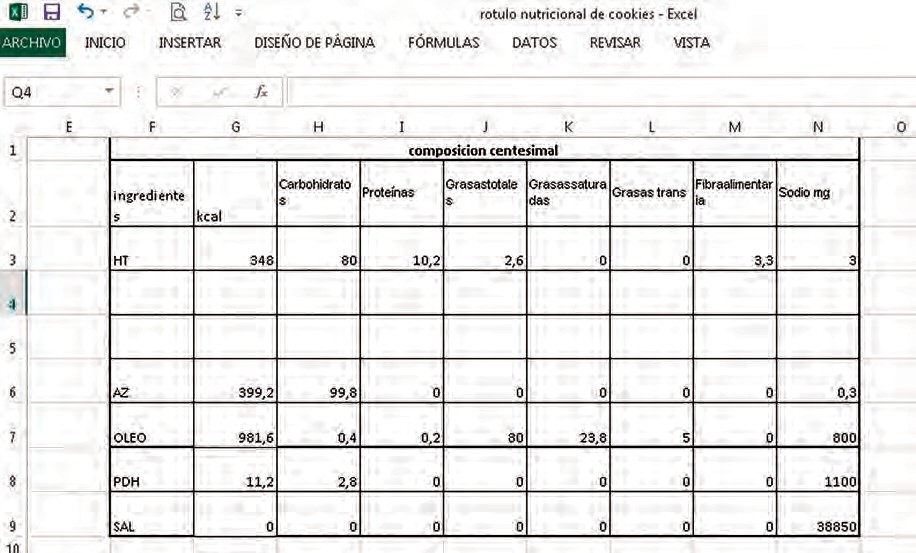 rotulo nutricional de cookies - Excel
ARCHIVO INICIO INSERTAR DISEÑO DE PÁGINA FÓRMULAS DATOS REVISAR VISTA
Q4 fx
E F G H I J K L M N O
1 composicion centesimal
2 ingredientes kcal Carbohidratos Proteínas Grasastotales Grasassaturadas Grasas trans Fibraalimentaria Sodio mg
3 HT 348 80 10,2 2,6 0 0 3,3 3
4
5
6 AZ 399,2 99,8 0 0 0 0 0 0,3
7 OLEO 981,6 0,4 0,2 80 23,8 5 0 800
8 PDH 11,2 2,8 0 0 0 0 0 1100
9 SAL 0 0 0 0 0 0 0 38850
10